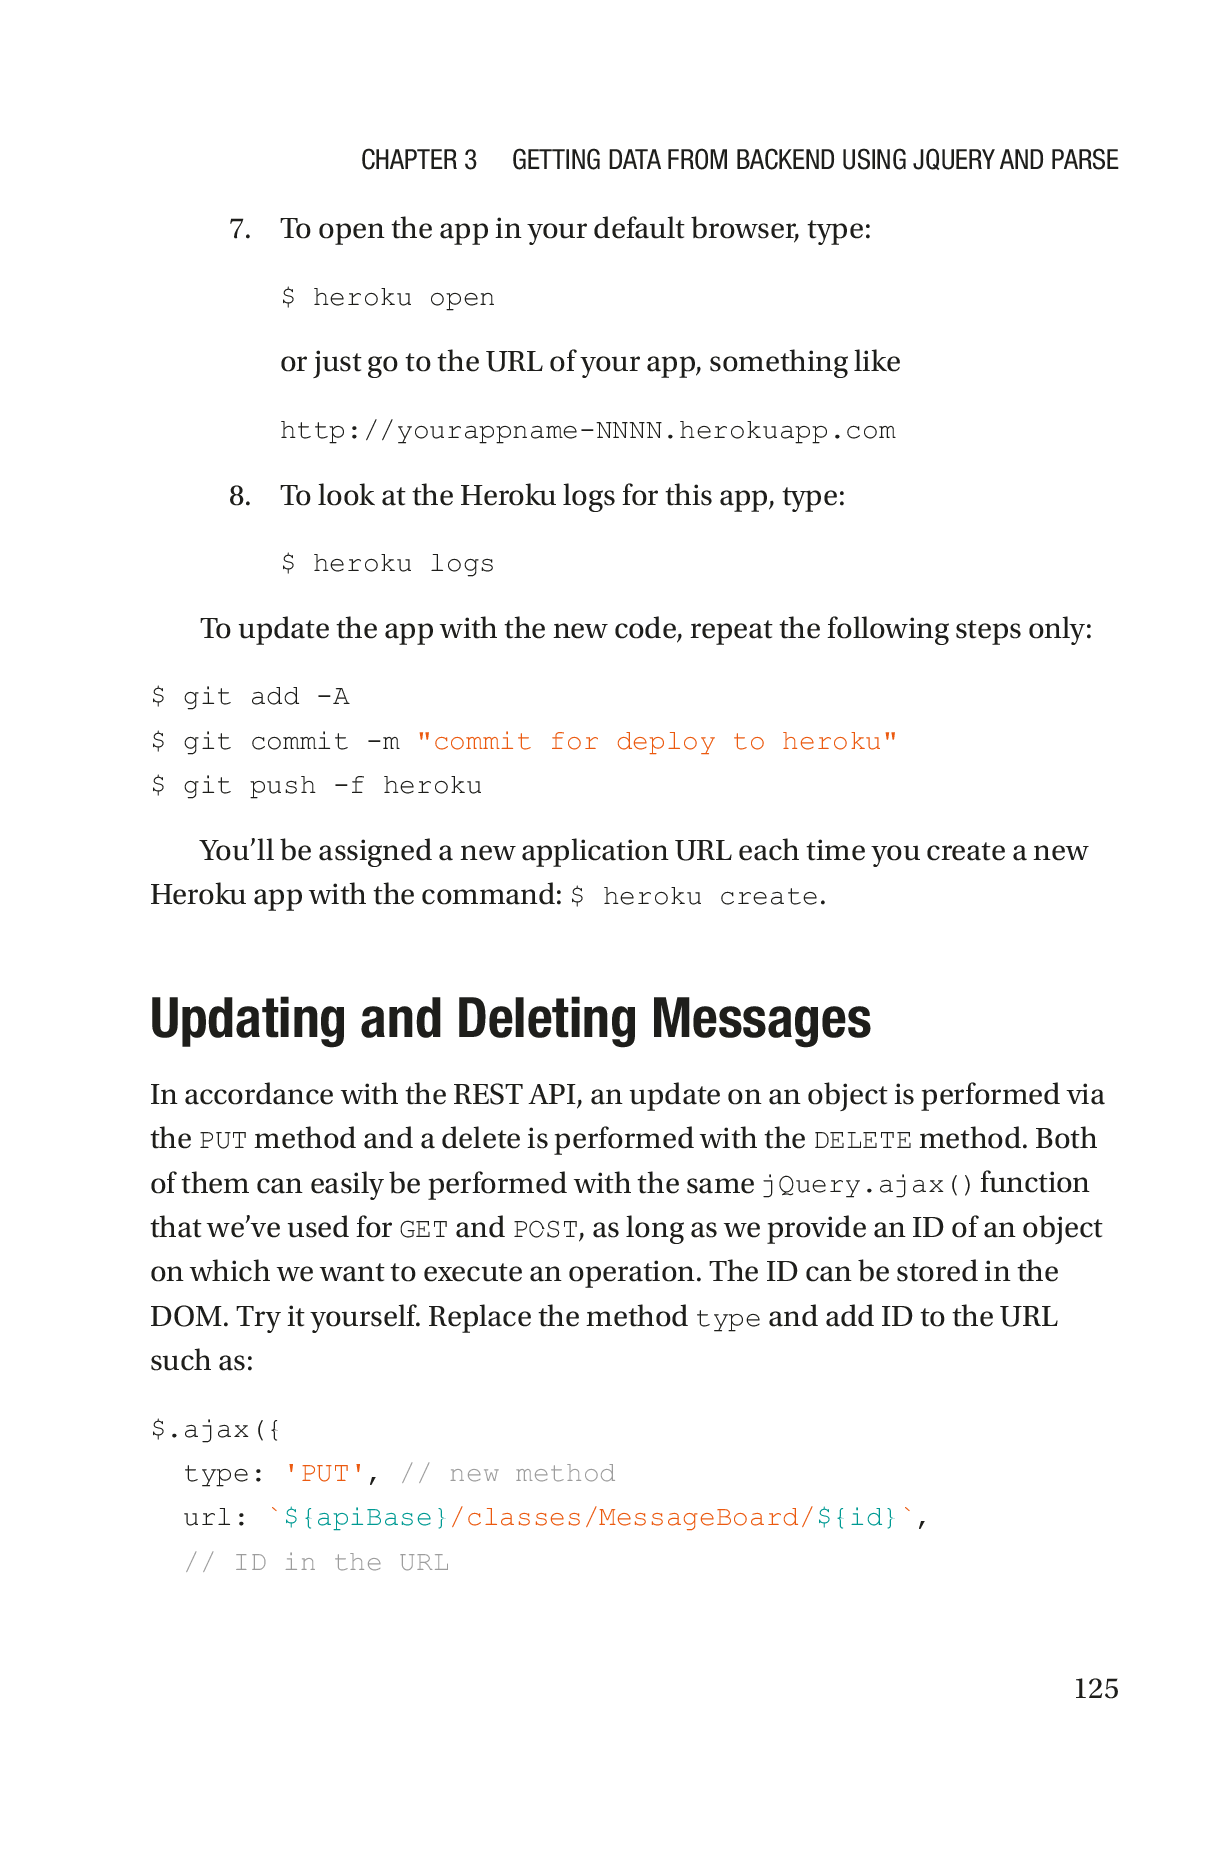 CHAPTER 3 GETTING DATA FROM BACKEND USING JQUERY AND PARSE
7. To open the app in your default browser, type:
$ heroku open
or just go to the URL of your app, something like
http://yourappname-NNNN.herokuapp.com
8. To look at the Heroku logs for this app, type:
$ heroku logs
To update the app with the new code, repeat the following steps only:
$ git add -A
$ git commit -m "commit for deploy to heroku"
$ git push -f heroku
You’ll be assigned a new application URL each time you create a new
Heroku app with the command: $ heroku create.
Updating and Deleting Messages
In accordance with the REST API, an update on an object is performed via
the PUT method and a delete is performed with the DELETE method. Both
of them can easily be performed with the same jQuery.ajax() function
that we’ve used for GET and POST, as long as we provide an ID of an object
on which we want to execute an operation. The ID can be stored in the
DOM. Try it yourself. Replace the method type and add ID to the URL
such as:
$.ajax({
  type: 'PUT', // new method
  url: `${apiBase}/classes/MessageBoard/${id}`,
  // ID in the URL
125